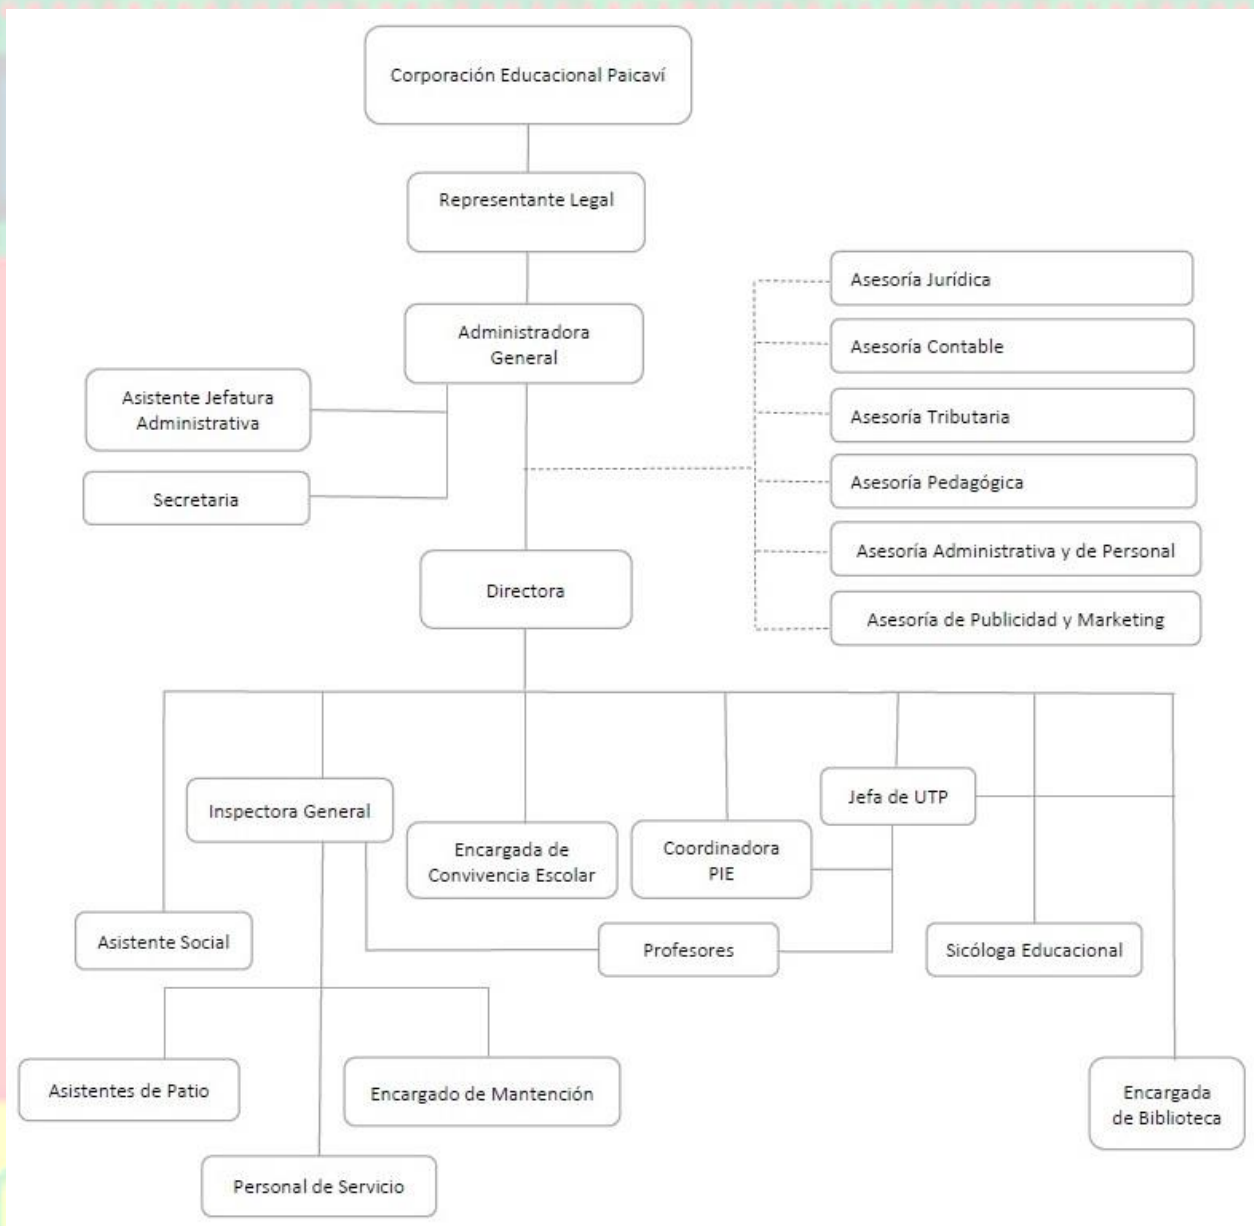 Corporación Educacional Paicaví
Representante Legal
Administradora
General
Asistente Jefatura
Administrativa
Secretaria
Asesoría Jurídica
Asesoría Contable
Asesoría Tributaria
Asesoría Pedagógica
Asesoría Administrativa y de Personal
Asesoría de Publicidad y Marketing
Directora
Inspectora General
Encargada de
Convivencia Escolar
Coordinadora
PIE
Jefa de UTP
Asistente Social
Profesores
Sicóloga Educacional
Asistentes de Patio
Encargado de Mantención
Encargada
de Biblioteca
Personal de Servicio